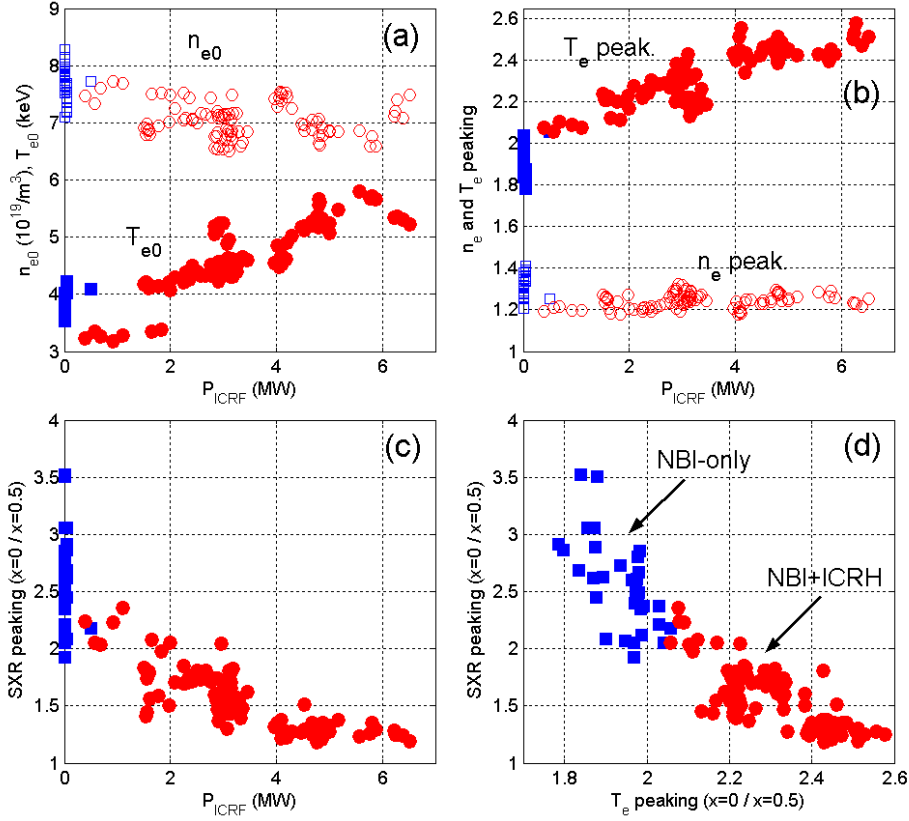 (a)
n_e0
T_e0
n_e0 (10^19/m^3), T_e0 (keV)
9
8
7
6
5
4
3
0
2
4
6
P_ICRF (MW)
(b)
T_e peak.
n_e peak.
n_e and T_e peaking
2.6
2.4
2.2
2
1.8
1.6
1.4
1.2
1
0
2
4
6
P_ICRF (MW)
(c)
SXR peaking (x=0 / x=0.5)
4
3.5
3
2.5
2
1.5
1
0
2
4
6
P_ICRF (MW)
(d)
NBI-only
NBI+ICRH
SXR peaking (x=0 / x=0.5)
4
3.5
3
2.5
2
1.5
1
1.8
2
2.2
2.4
2.6
T_e peaking (x=0 / x=0.5)